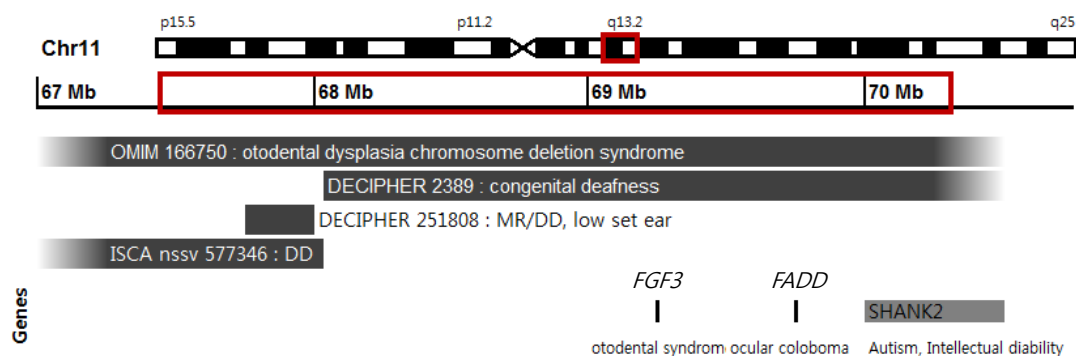 p15.5 p11.2 q13.2 q25
Chr11
67 Mb 68 Mb 69 Mb 70 Mb
OMIM 166750 : otodental dysplasia chromosome deletion syndrome
DECIPHER 2389 : congenital deafness
DECIPHER 251808 : MR/DD, low set ear
ISCA nssv 577346 : DD
Genes
FGF3 FADD
SHANK2
otodental syndrom ocular coloboma Autism, Intellectual diability